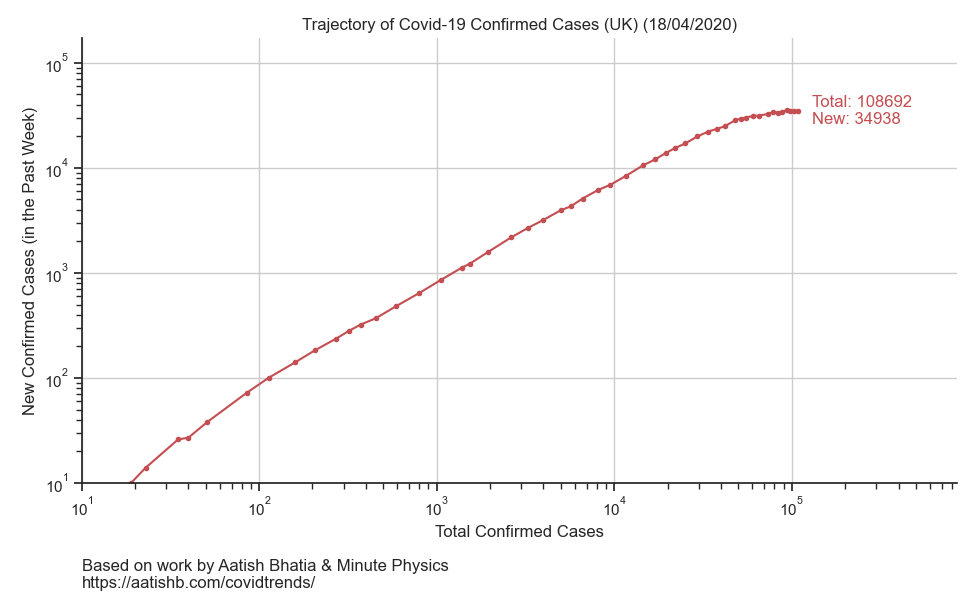 Trajectory of Covid-19 Confirmed Cases (UK) (18/04/2020)
10^5
10^4
10^3
10^2
10^1
New Confirmed Cases (in the Past Week)
Total: 108692
New: 34938
10^1 10^2 10^3 10^4 10^5
Total Confirmed Cases
Based on work by Aatish Bhatia & Minute Physics
https://aatishb.com/covidtrends/